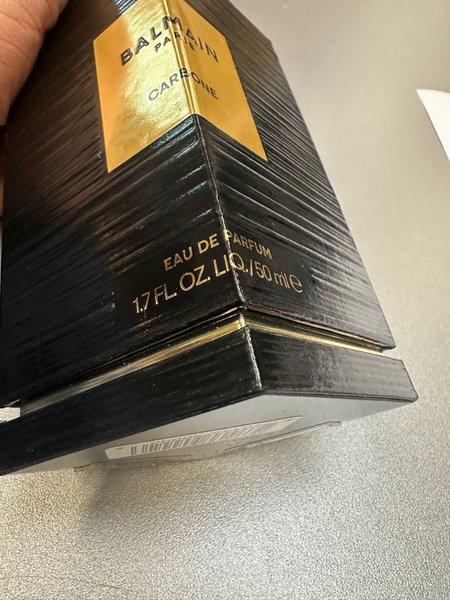 BALMAIN
PARIS
CARBONE
EAU DE PARFUM
1.7 FL. OZ. LIQ. / 50 ml ℮